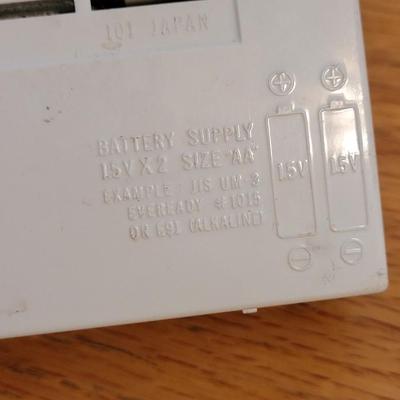 101 JAPAN
BATTERY SUPPLY
1.5V X 2 SIZE "AA"
EXAMPLE : JIS UM-3
EVEREADY #1015
OR E91 (ALKALINE)
+ +
1.5V 1.5V
- -